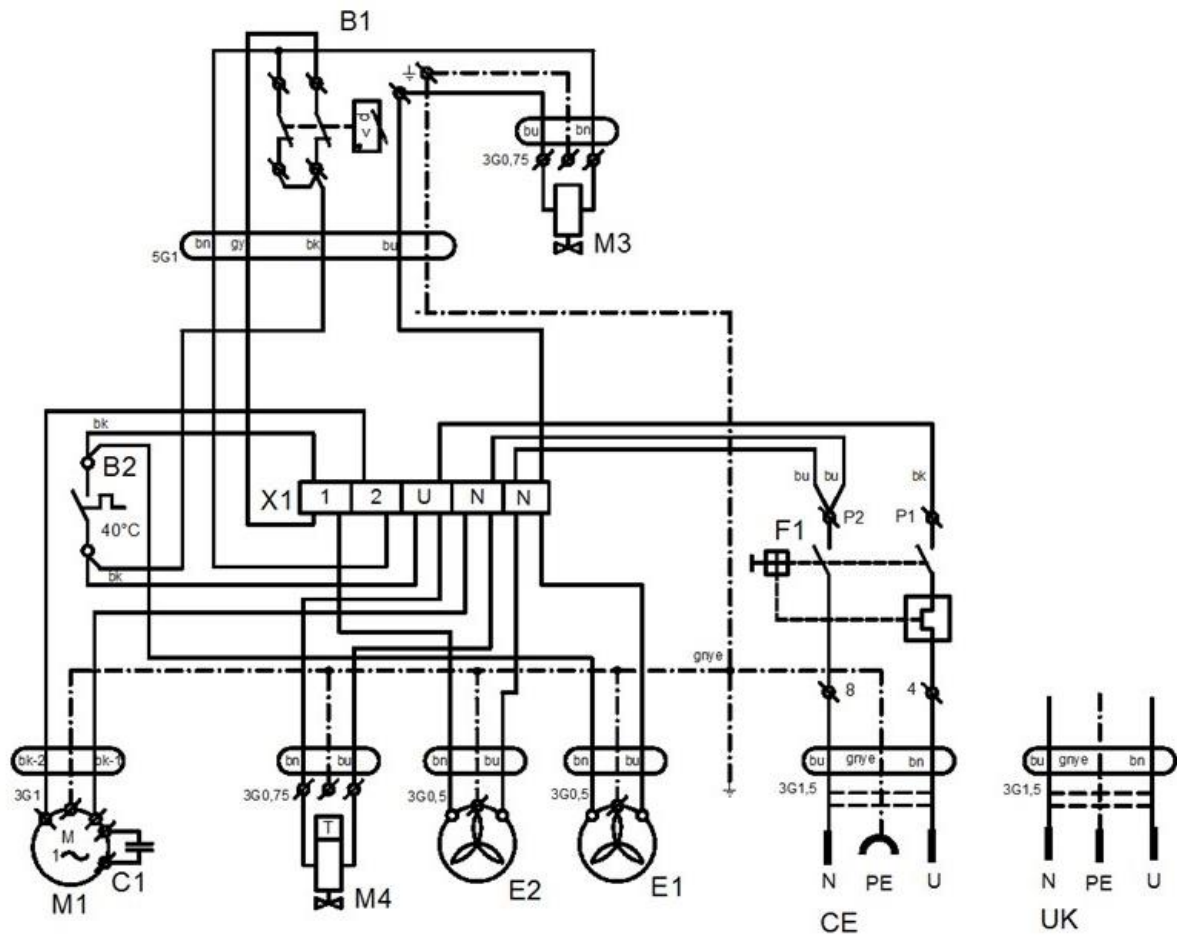 B1
p
V
bu
bn
3G0,75
M3
bn
gy
bk
bu
5G1
bk
B2
40°C
bk
X1
1
2
U
N
N
bu
bu
bk
P2
P1
F1
gnye
8
4
bk-2
bk-1
3G1
bn
bu
3G0,75
bn
bu
3G0,5
bn
bu
3G0,5
bu
gnye
bn
3G1,5
bu
gnye
bn
3G1,5
M
1
C1
M1
T
M4
E2
E1
N
PE
U
CE
N
PE
U
UK